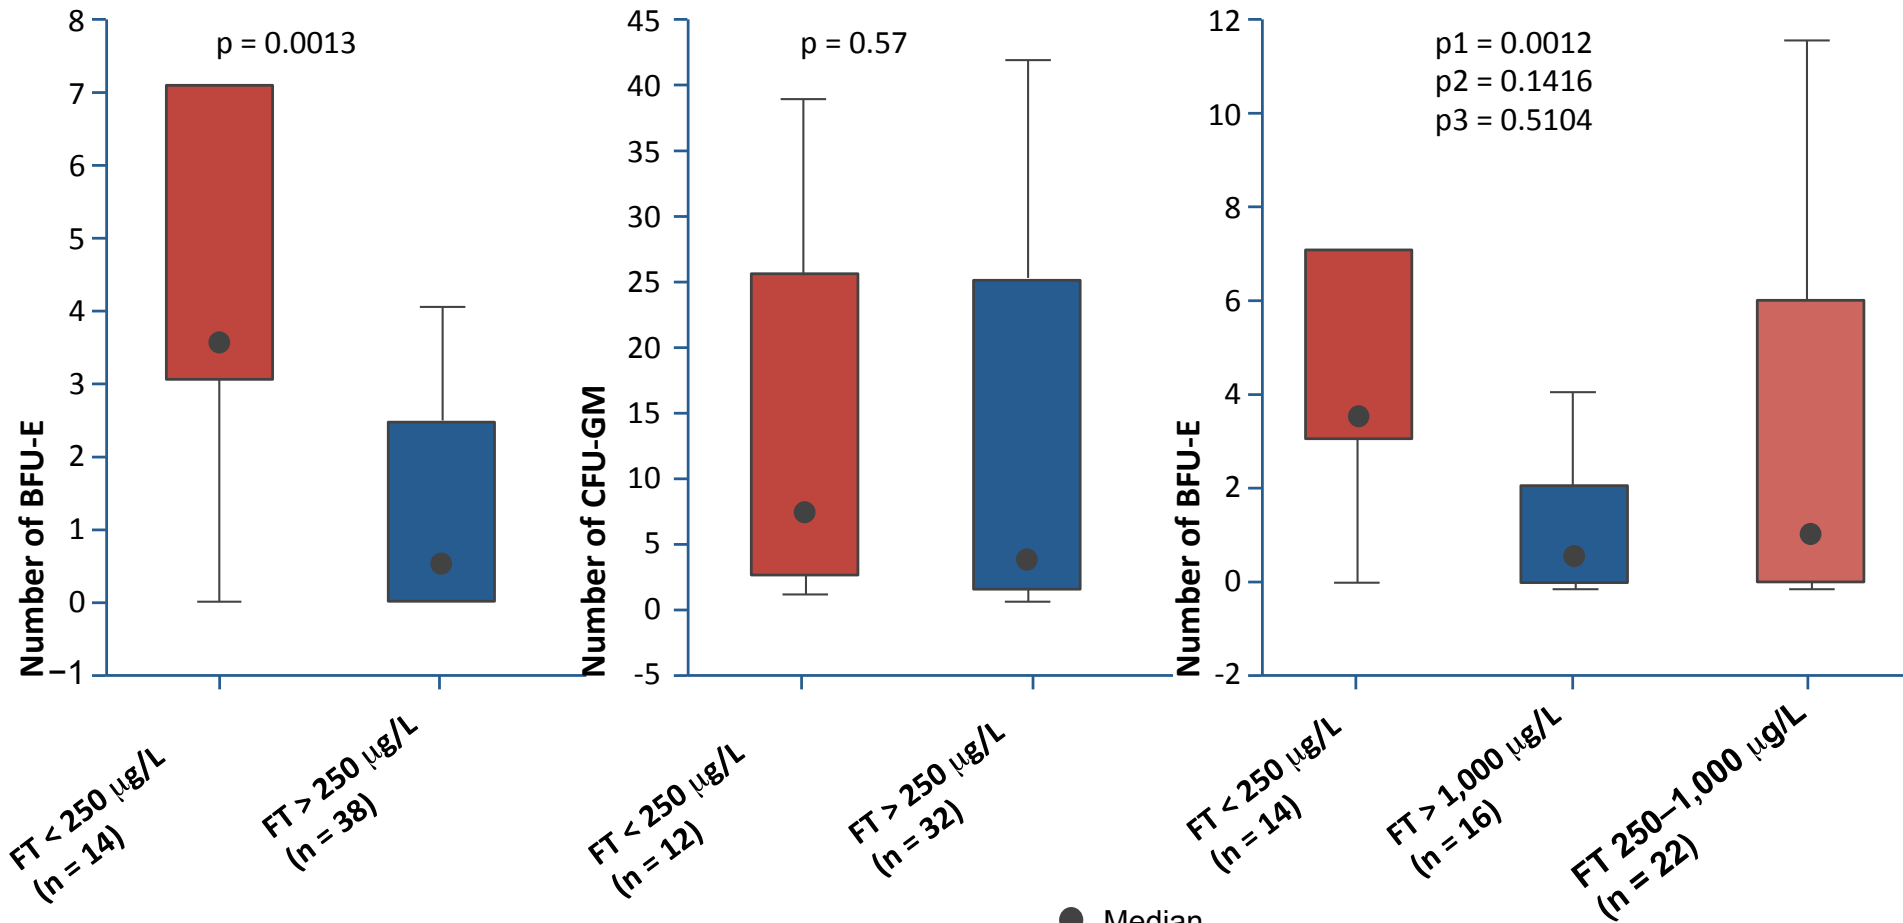 8
7
6
5
4
3
2
1
0
−1
Number of BFU-E
p = 0.0013
FT < 250 μg/L
(n = 14)
FT > 250 μg/L
(n = 38)
45
40
35
30
25
20
15
10
5
0
-5
Number of CFU-GM
p = 0.57
FT < 250 μg/L
(n = 12)
FT > 250 μg/L
(n = 32)
12
10
8
6
4
2
0
-2
Number of BFU-E
p1 = 0.0012
p2 = 0.1416
p3 = 0.5104
FT < 250 μg/L
(n = 14)
FT > 1,000 μg/L
(n = 16)
FT 250–1,000 μg/L
(n = 22)
Median